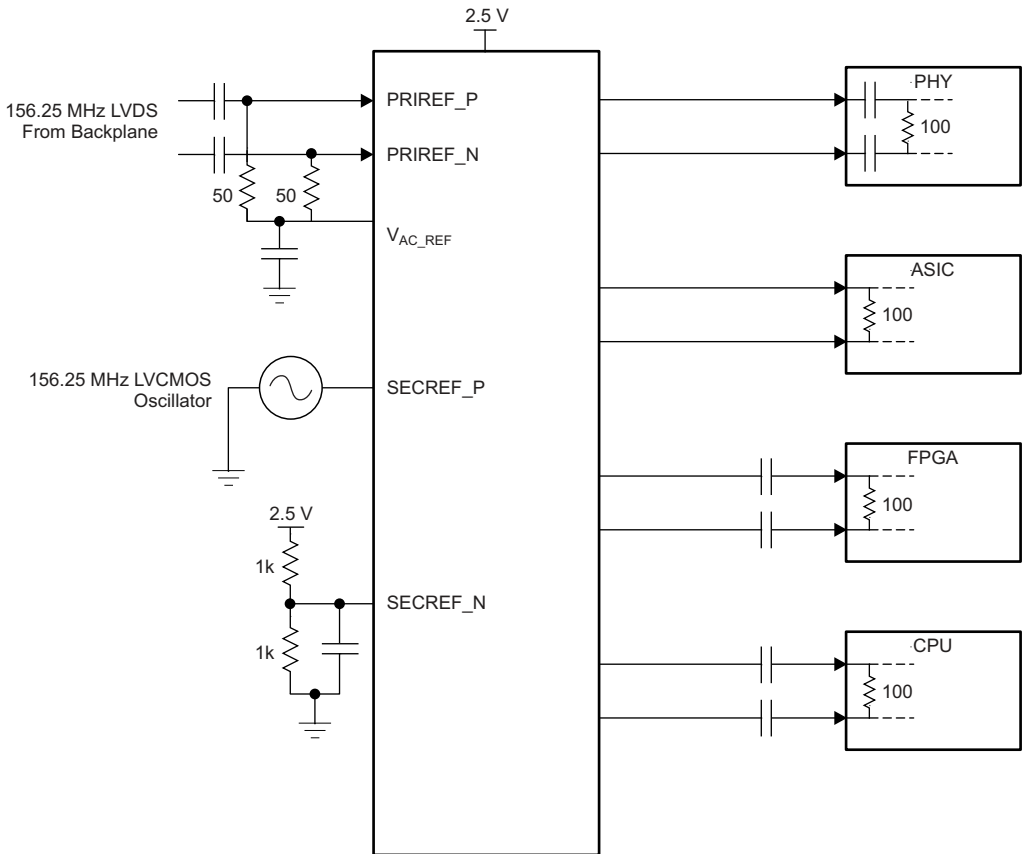 2.5 V
156.25 MHz LVDS
From Backplane
PRIREF_P
PRIREF_N
50
50
V_AC_REF
156.25 MHz LVCMOS
Oscillator
SECREF_P
2.5 V
1k
SECREF_N
1k
PHY
100
ASIC
100
FPGA
100
CPU
100